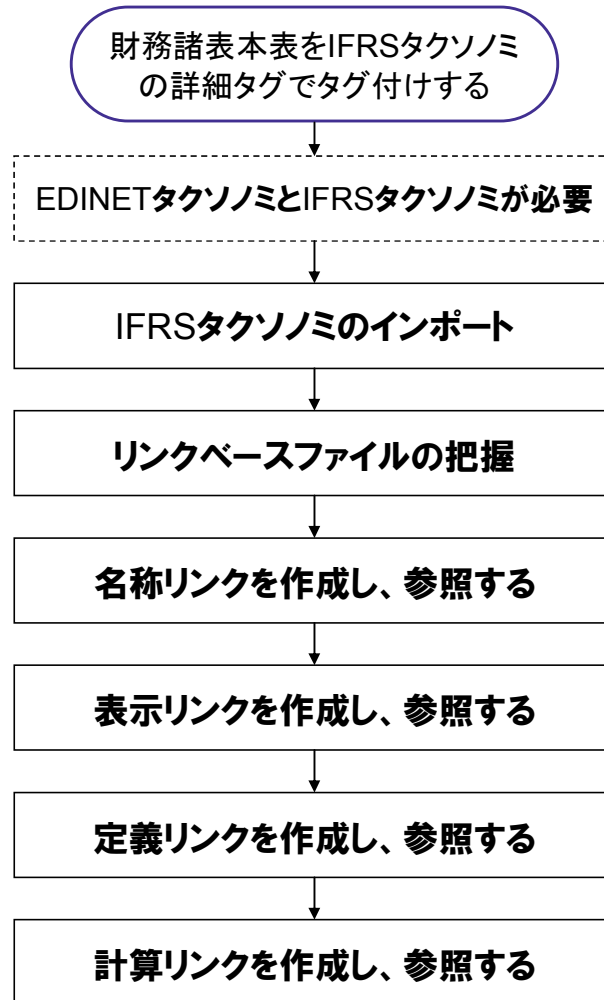 財務諸表本表をIFRSタクソノミ
の詳細タグでタグ付けする
EDINETタクソノミとIFRSタクソノミが必要
IFRSタクソノミのインポート
リンクベースファイルの把握
名称リンクを作成し、参照する
表示リンクを作成し、参照する
定義リンクを作成し、参照する
計算リンクを作成し、参照する